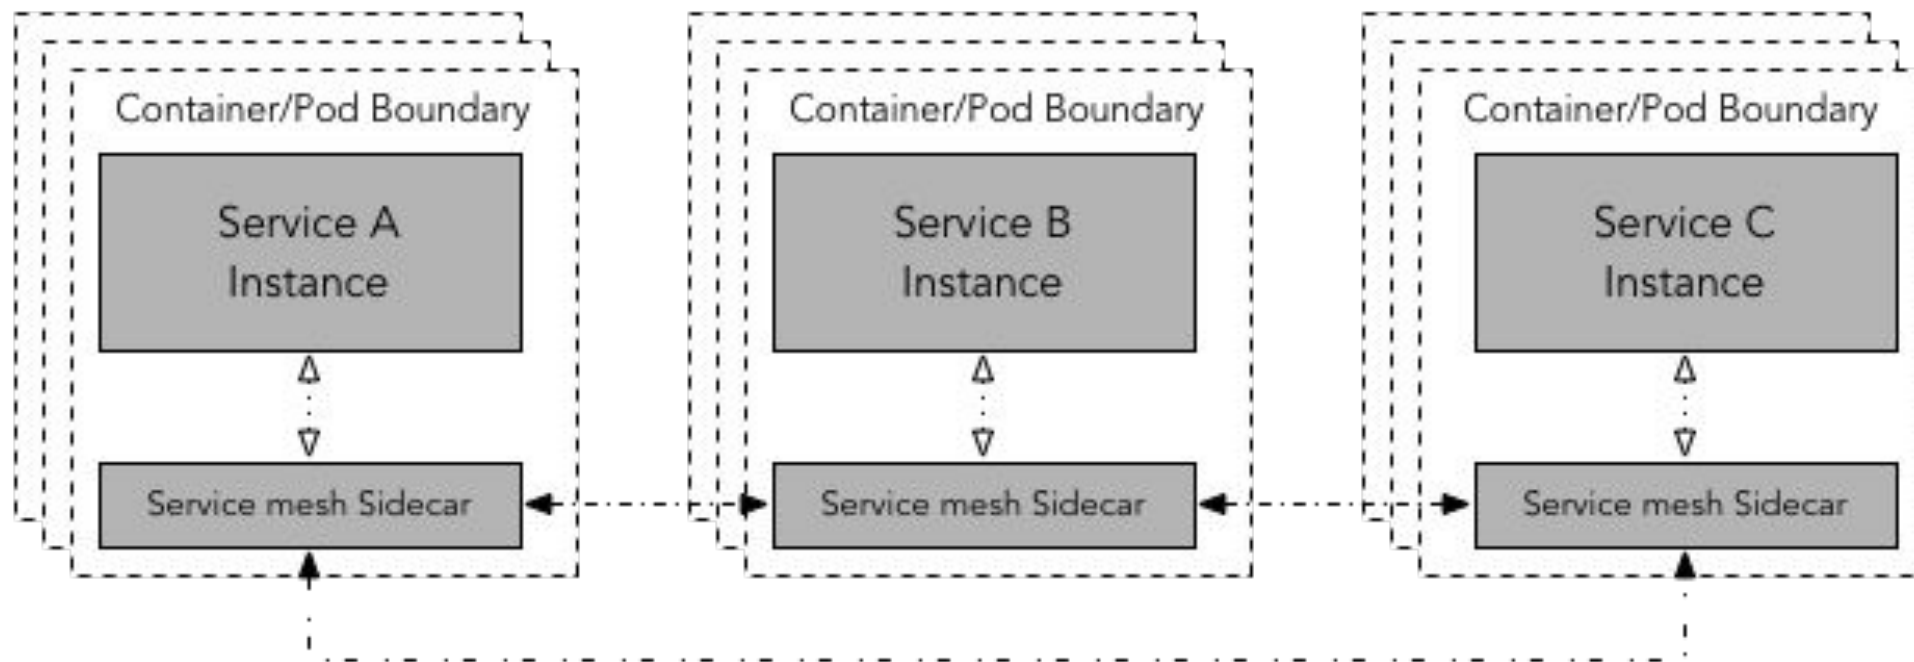 Container/Pod Boundary
Service A
Instance
Service mesh Sidecar
Container/Pod Boundary
Service B
Instance
Service mesh Sidecar
Container/Pod Boundary
Service C
Instance
Service mesh Sidecar